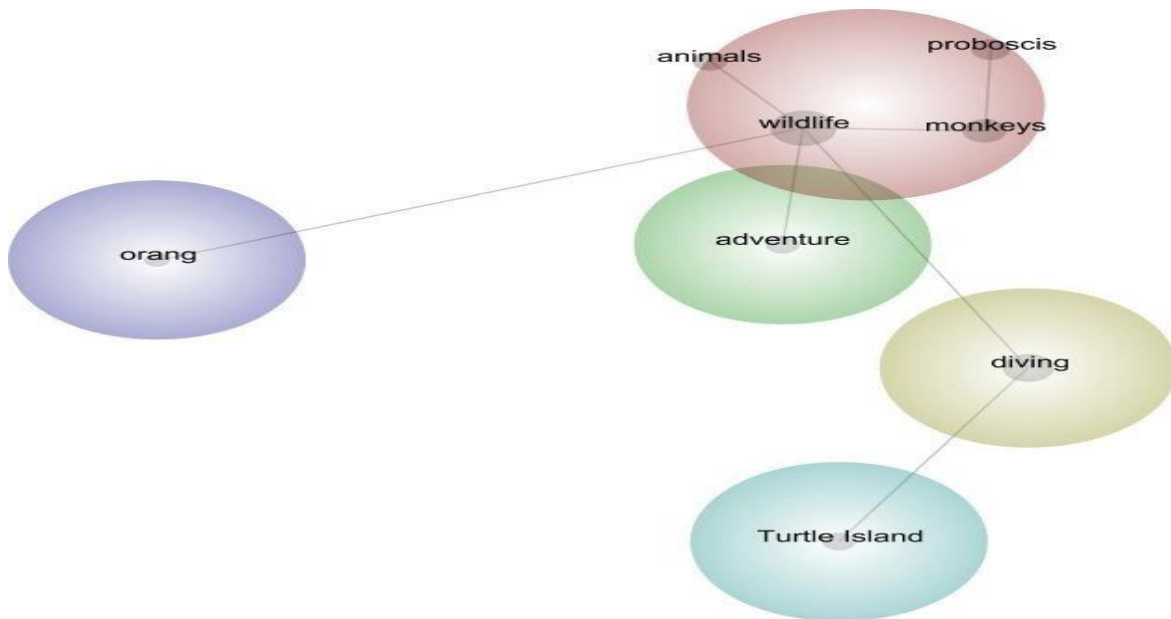 proboscis
animals
wildlife
monkeys
adventure
orang
diving
Turtle Island